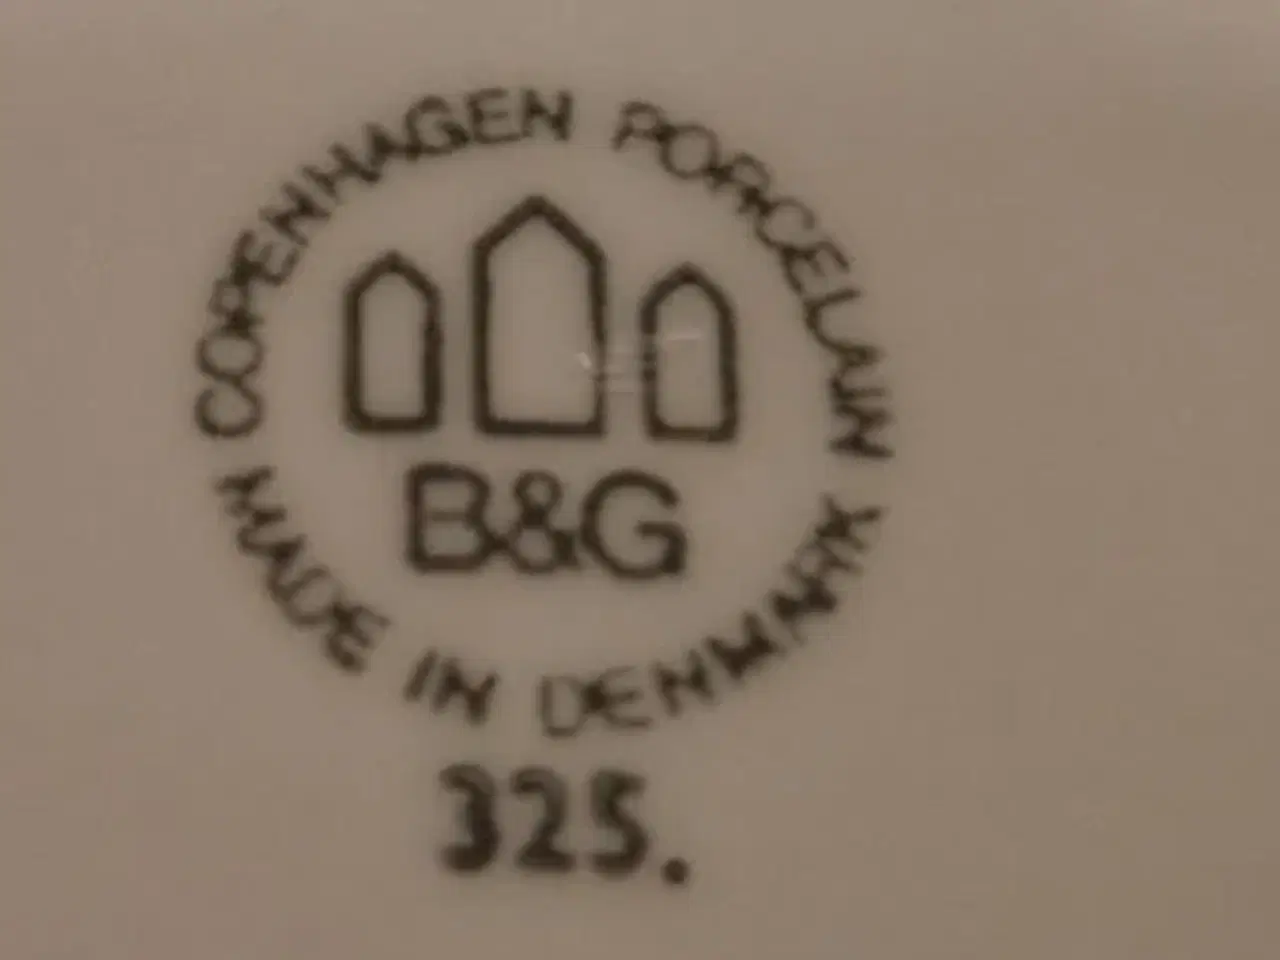 COPENHAGEN PORCELAIN
B&G
MADE IN DENMARK
325.